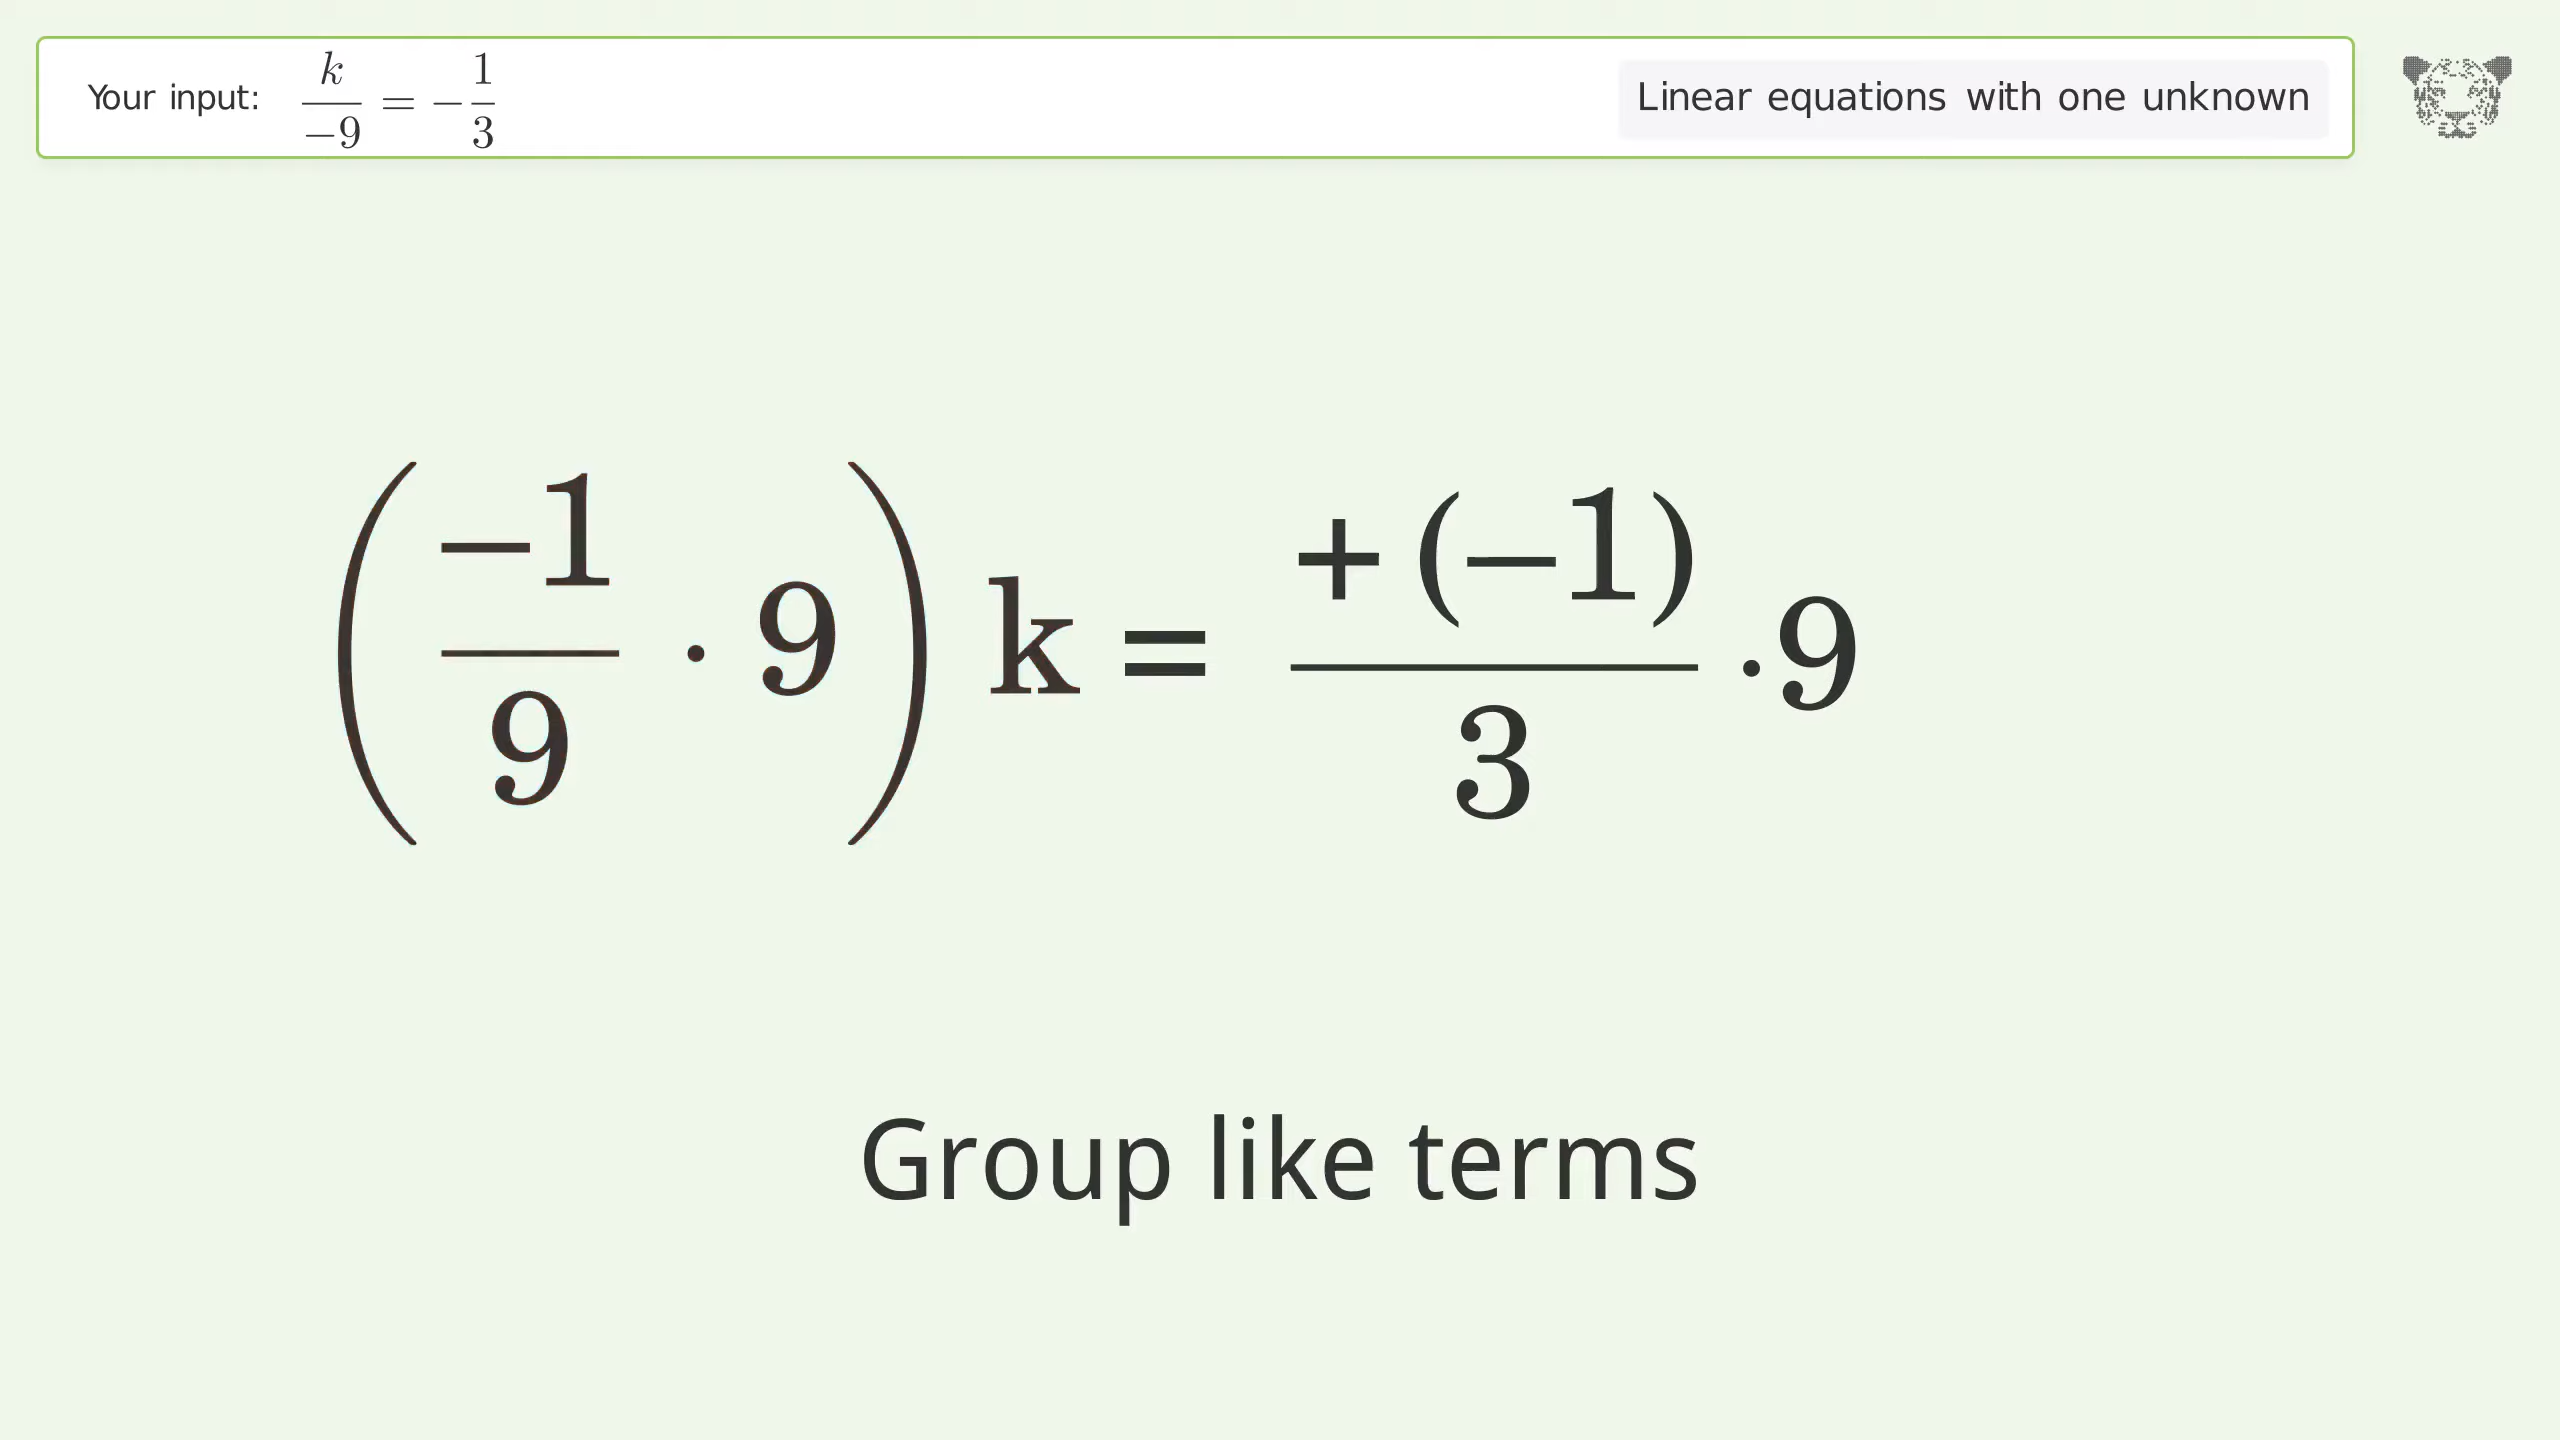 Your input: k/−9 = −1/3
Linear equations with one unknown
(−1/9 · 9) k = +(−1)/3 · 9
Group like terms